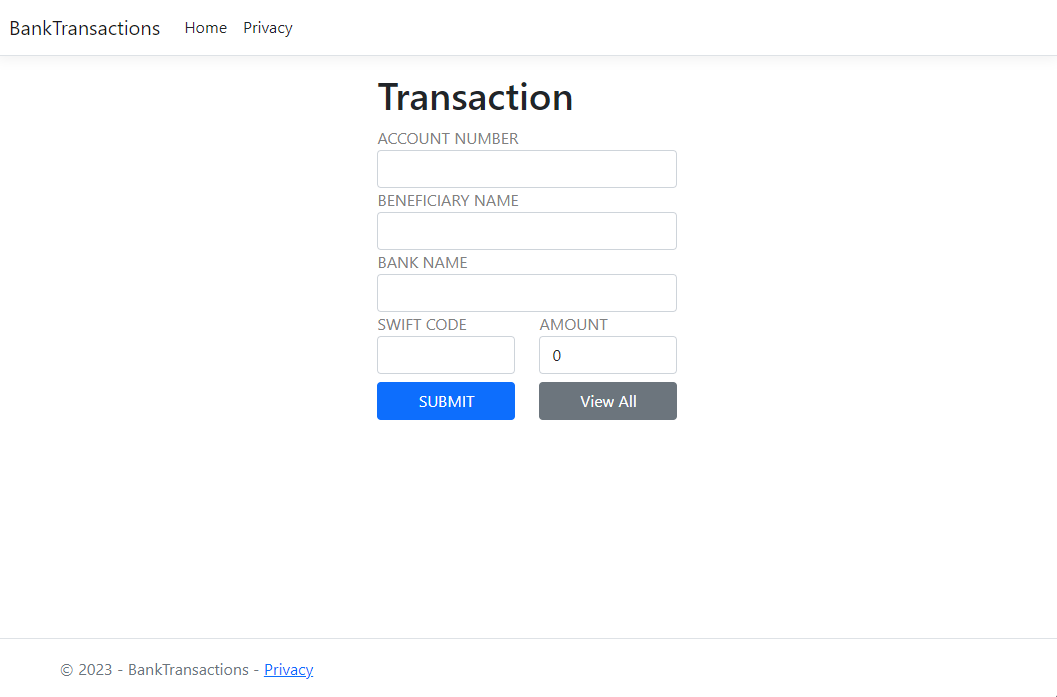 BankTransactions Home Privacy
Transaction
ACCOUNT NUMBER
BENEFICIARY NAME
BANK NAME
SWIFT CODE AMOUNT
0
SUBMIT View All
© 2023 - BankTransactions - Privacy